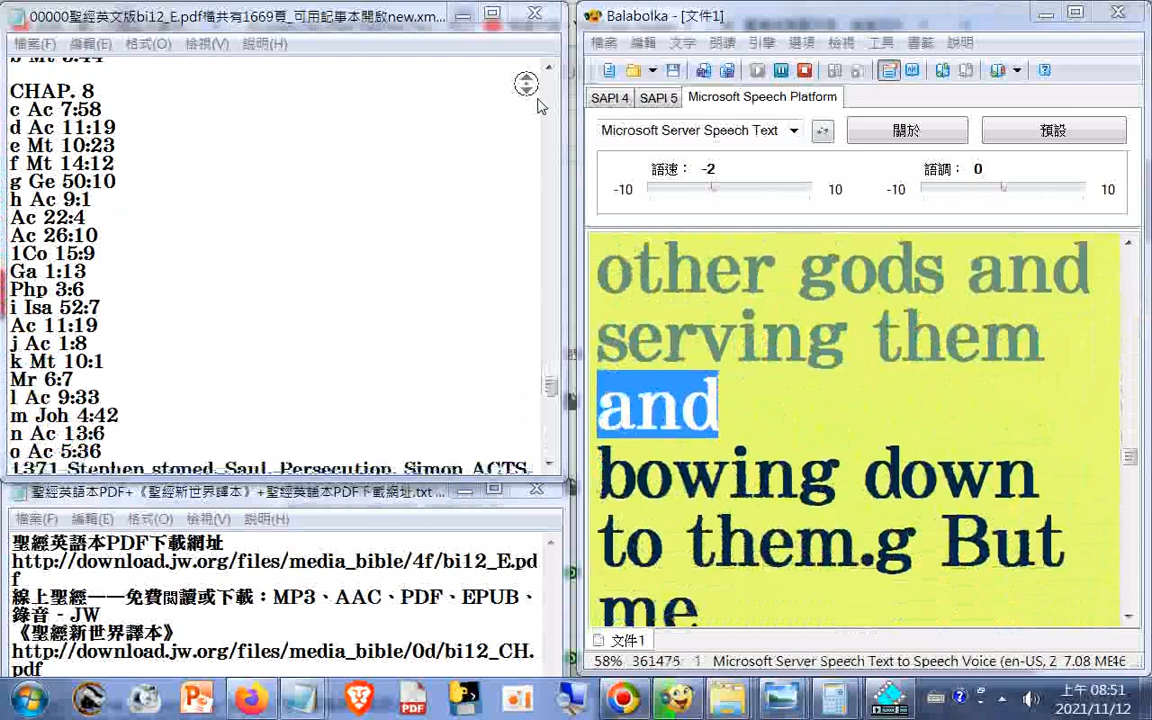 00000聖經英文版bi12_E.pdf檔共有1669頁_可用記事本開啟new.xm...
檔案(F) 編輯(E) 格式(O) 檢視(V) 說明(H)
CHAP. 8
c Ac 7:58
d Ac 11:19
e Mt 10:23
f Mt 14:12
g Ge 50:10
h Ac 9:1
Ac 22:4
Ac 26:10
1Co 15:9
Ga 1:13
Php 3:6
i Isa 52:7
Ac 11:19
j Ac 1:8
k Mt 10:1
Mr 6:7
l Ac 9:33
m Joh 4:42
n Ac 13:6
o Ac 5:36
1371 Stephen stoned. Saul. Persecution. Simon ACTS
聖經英語本PDF+《聖經新世界譯本》+聖經英語本PDF下載網址.txt ...
檔案(F) 編輯(E) 格式(O) 檢視(V) 說明(H)
聖經英語本PDF下載網址
http://download.jw.org/files/media_bible/4f/bi12_E.pd
f
線上聖經——免費閱讀或下載：MP3、AAC、PDF、EPUB、
錄音 - JW
《聖經新世界譯本》
http://download.jw.org/files/media_bible/0d/bi12_CH.
pdf
Balabolka - [文件1]
檔案 編輯 文字 朗讀 引擎 選項 檢視 工具 書籤 說明
SAPI 4 SAPI 5 Microsoft Speech Platform
Microsoft Server Speech Text 關於 預設
語速： -2 語調： 0
-10 10 -10 10
other gods and
serving them
and
bowing down
to them.g But
me
文件1
58% 361475: 1 Microsoft Server Speech Text to Speech Voice (en-US, Z 7.08 ME46
PDF
上午 08:51
2021/11/12